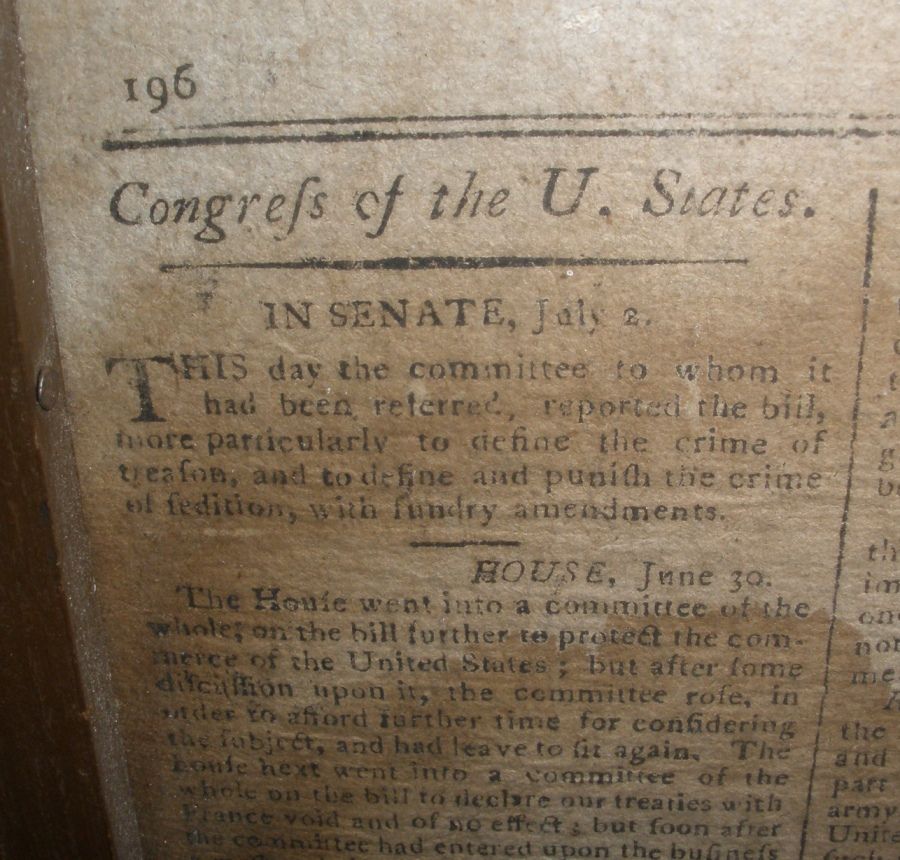 196
Congreſs of the U. States.
IN SENATE, July 2.
THIS day the committee to whom it
had been referred, reported the bill,
more particularly to define the crime of
treaſon, and to define and puniſh the crime
of ſedition, with ſundry amendments.
HOUSE, June 30.
The Houſe went into a committee of the
whole, on the bill further to protect the com-
merce of the United States; but after ſome
diſcuſſion upon it, the committee roſe, in
order to afford further time for conſidering
the ſubject, and had leave to ſit again. The
houſe next went into a committee of the
whole on the bill to declare our treaties with
France void and of no effect; but ſoon after
the committee had entered upon the buſineſs
the
and
part
army